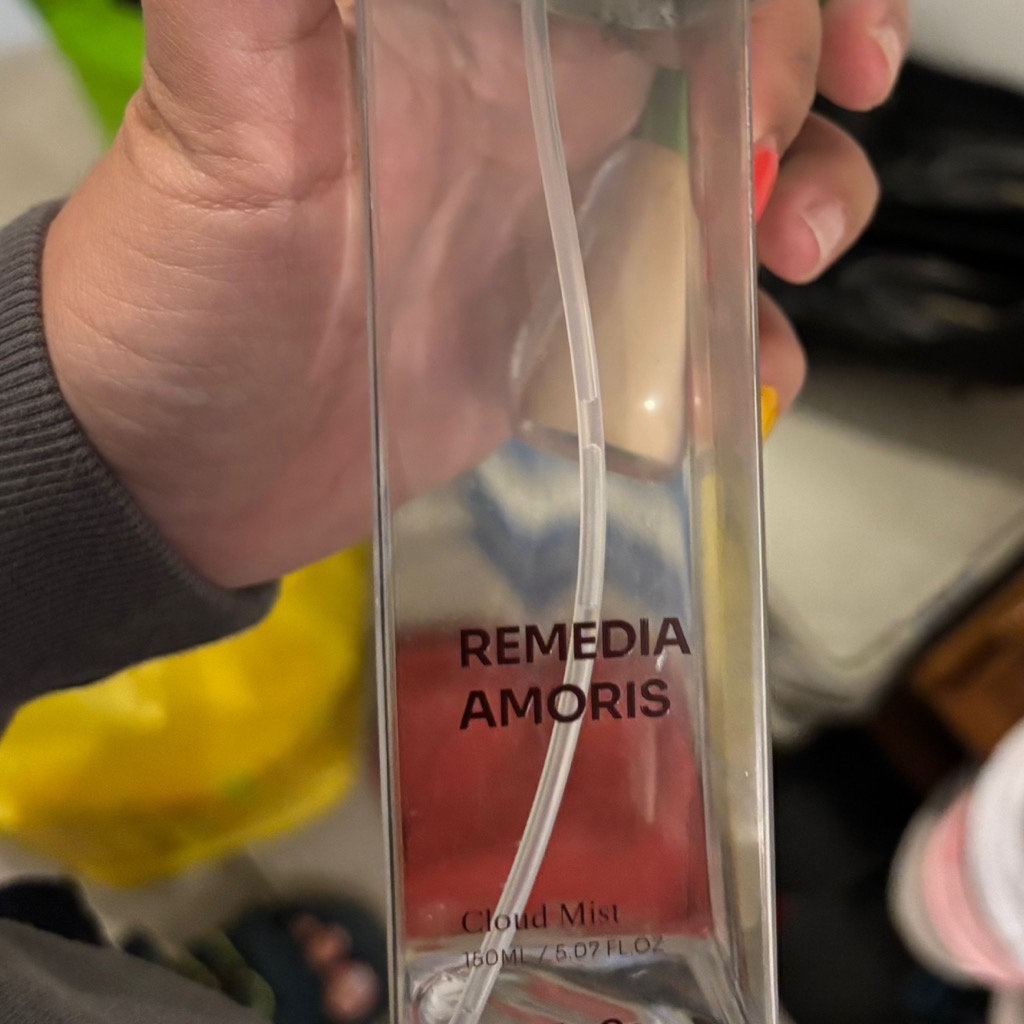 REMEDIA
AMORIS
Cloud Mist
150ML / 5.07 FL OZ